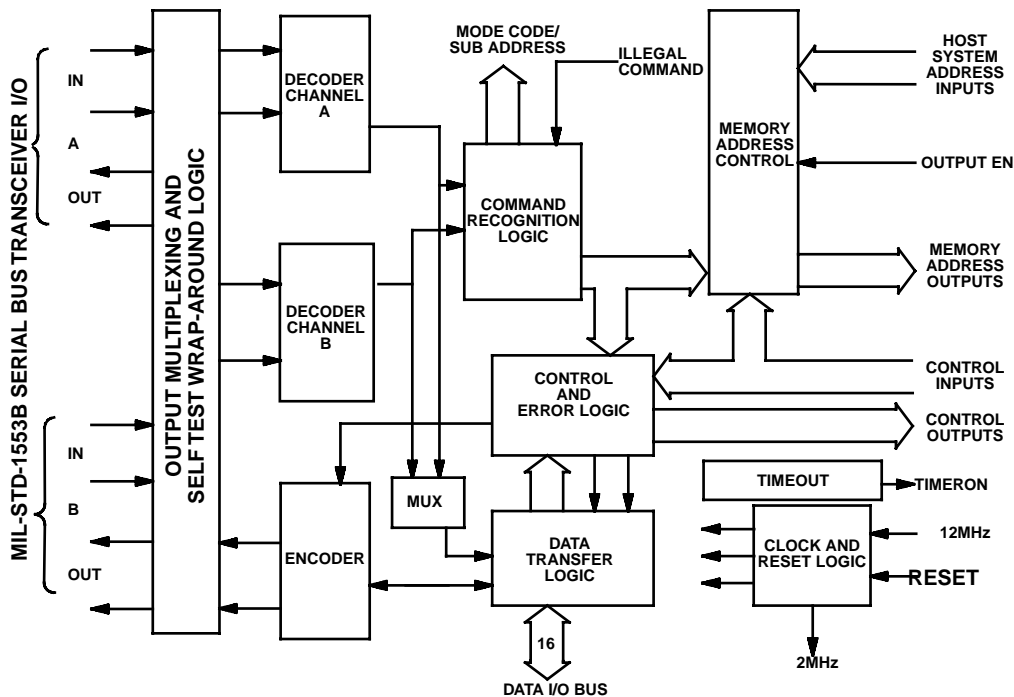 MIL-STD-1553B SERIAL BUS TRANSCEIVER I/O
IN
A
OUT
IN
B
OUT
OUTPUT MULTIPLEXING AND
SELF TEST WRAP-AROUND LOGIC
DECODER
CHANNEL
A
DECODER
CHANNEL
B
ENCODER
MUX
MODE CODE/
SUB ADDRESS
ILLEGAL
COMMAND
COMMAND
RECOGNITION
LOGIC
CONTROL
AND
ERROR LOGIC
DATA
TRANSFER
LOGIC
16
DATA I/O BUS
MEMORY
ADDRESS
CONTROL
HOST
SYSTEM
ADDRESS
INPUTS
OUTPUT EN
MEMORY
ADDRESS
OUTPUTS
CONTROL
INPUTS
CONTROL
OUTPUTS
TIMEOUT
TIMERON
CLOCK AND
RESET LOGIC
12MHz
RESET
2MHz